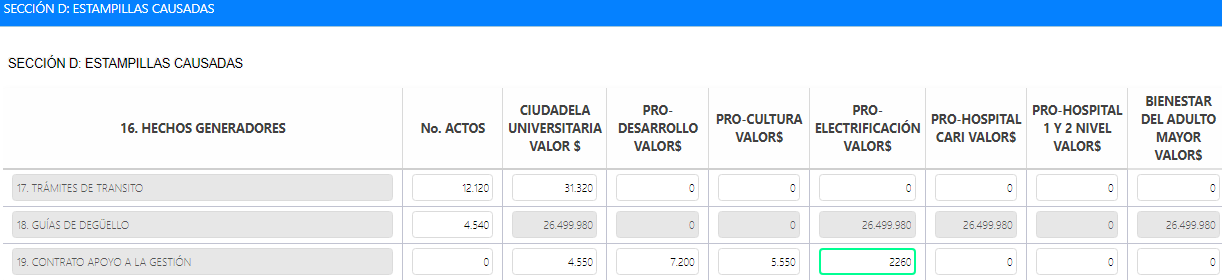 SECCIÓN D: ESTAMPILLAS CAUSADAS
SECCIÓN D: ESTAMPILLAS CAUSADAS
16. HECHOS GENERADORES No. ACTOS CIUDADELA UNIVERSITARIA VALOR $ PRO-DESARROLLO VALOR$ PRO-CULTURA VALOR$ PRO-ELECTRIFICACIÓN VALOR$ PRO-HOSPITAL CARI VALOR$ PRO-HOSPITAL 1 Y 2 NIVEL VALOR$ BIENESTAR DEL ADULTO MAYOR VALOR$
17. TRÁMITES DE TRANSITO 12.120 31.320 0 0 0 0 0 0
18. GUÍAS DE DEGÜELLO 4.540 26.499.980 0 0 26.499.980 26.499.980 0 26.499.980
19. CONTRATO APOYO A LA GESTIÓN 0 4.550 7.200 5.550 2260 0 0 0